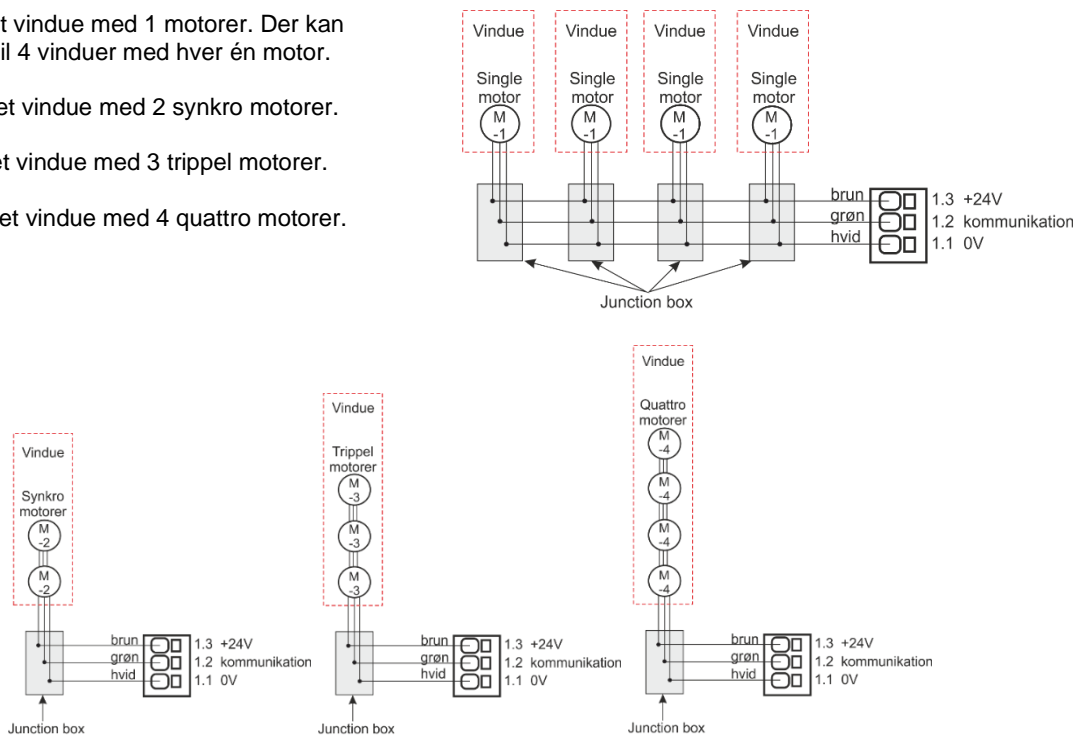 t vindue med 1 motorer. Der kan
il 4 vinduer med hver én motor.
et vindue med 2 synkro motorer.
et vindue med 3 trippel motorer.
et vindue med 4 quattro motorer.
Vindue Vindue Vindue Vindue
Single Single Single Single
motor motor motor motor
M M M M
-1 -1 -1 -1
brun 1.3 +24V
grøn 1.2 kommunikation
hvid 1.1 0V
Junction box
Vindue
Synkro
motorer
M
-2
M
-2
brun 1.3 +24V
grøn 1.2 kommunikation
hvid 1.1 0V
Junction box
Vindue
Trippel
motorer
M
-3
M
-3
M
-3
brun 1.3 +24V
grøn 1.2 kommunikation
hvid 1.1 0V
Junction box
Vindue
Quattro
motorer
M
-4
M
-4
M
-4
M
-4
brun 1.3 +24V
grøn 1.2 kommunikation
hvid 1.1 0V
Junction box